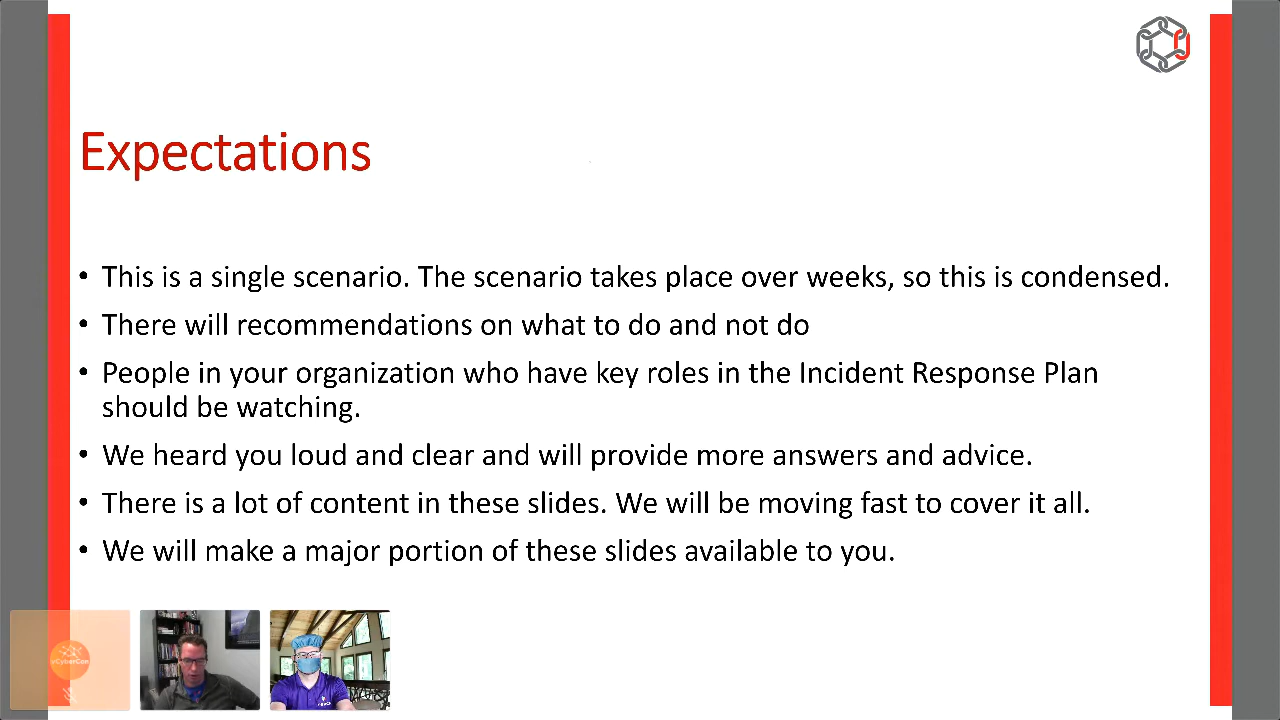 Expectations
• This is a single scenario. The scenario takes place over weeks, so this is condensed.
• There will recommendations on what to do and not do
• People in your organization who have key roles in the Incident Response Plan
should be watching.
• We heard you loud and clear and will provide more answers and advice.
• There is a lot of content in these slides. We will be moving fast to cover it all.
• We will make a major portion of these slides available to you.